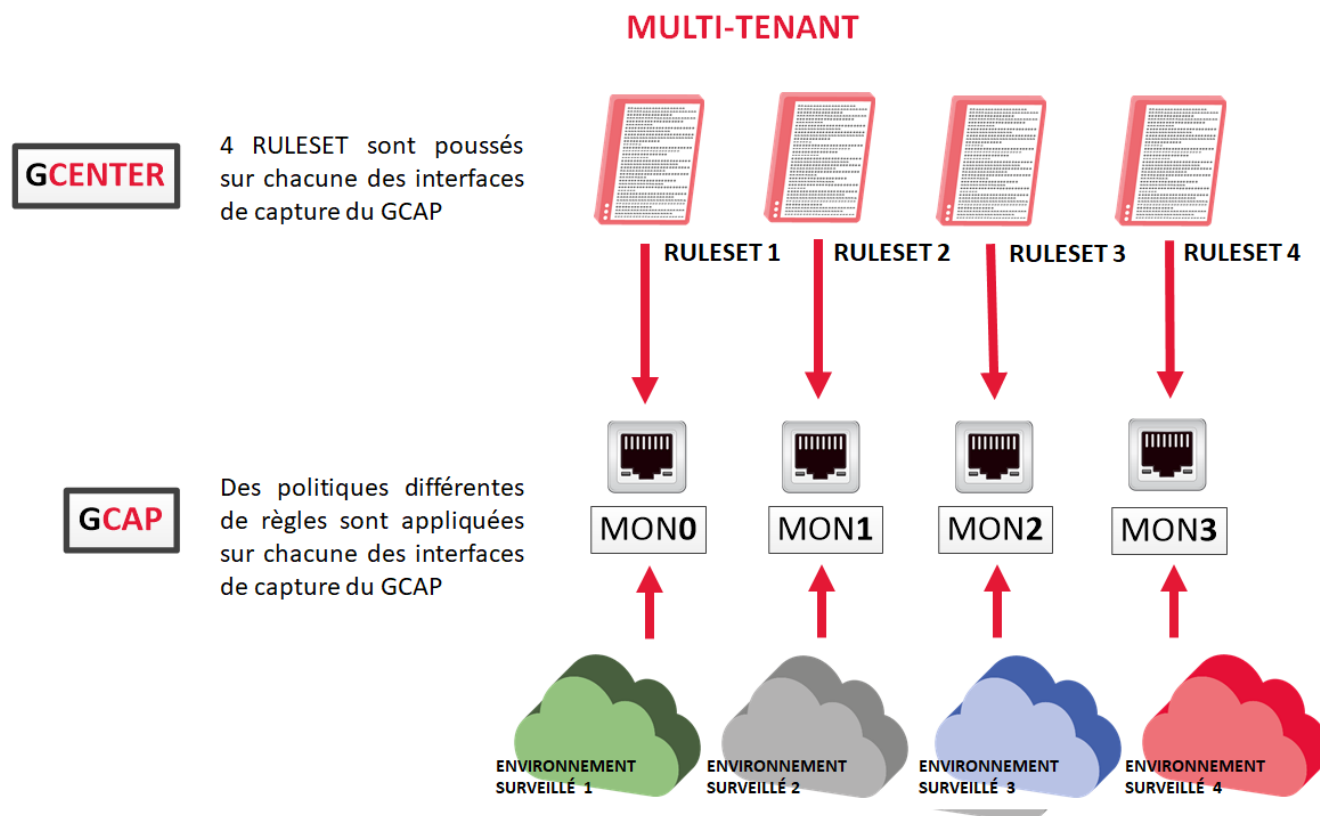 MULTI-TENANT
GCENTER
4 RULESET sont poussés
sur chacune des interfaces
de capture du GCAP
RULESET 1
RULESET 2
RULESET 3
RULESET 4
GCAP
Des politiques différentes
de règles sont appliquées
sur chacune des interfaces
de capture du GCAP
MON0
MON1
MON2
MON3
ENVIRONNEMENT
SURVEILLÉ 1
ENVIRONNEMENT
SURVEILLÉ 2
ENVIRONNEMENT
SURVEILLÉ 3
ENVIRONNEMENT
SURVEILLÉ 4